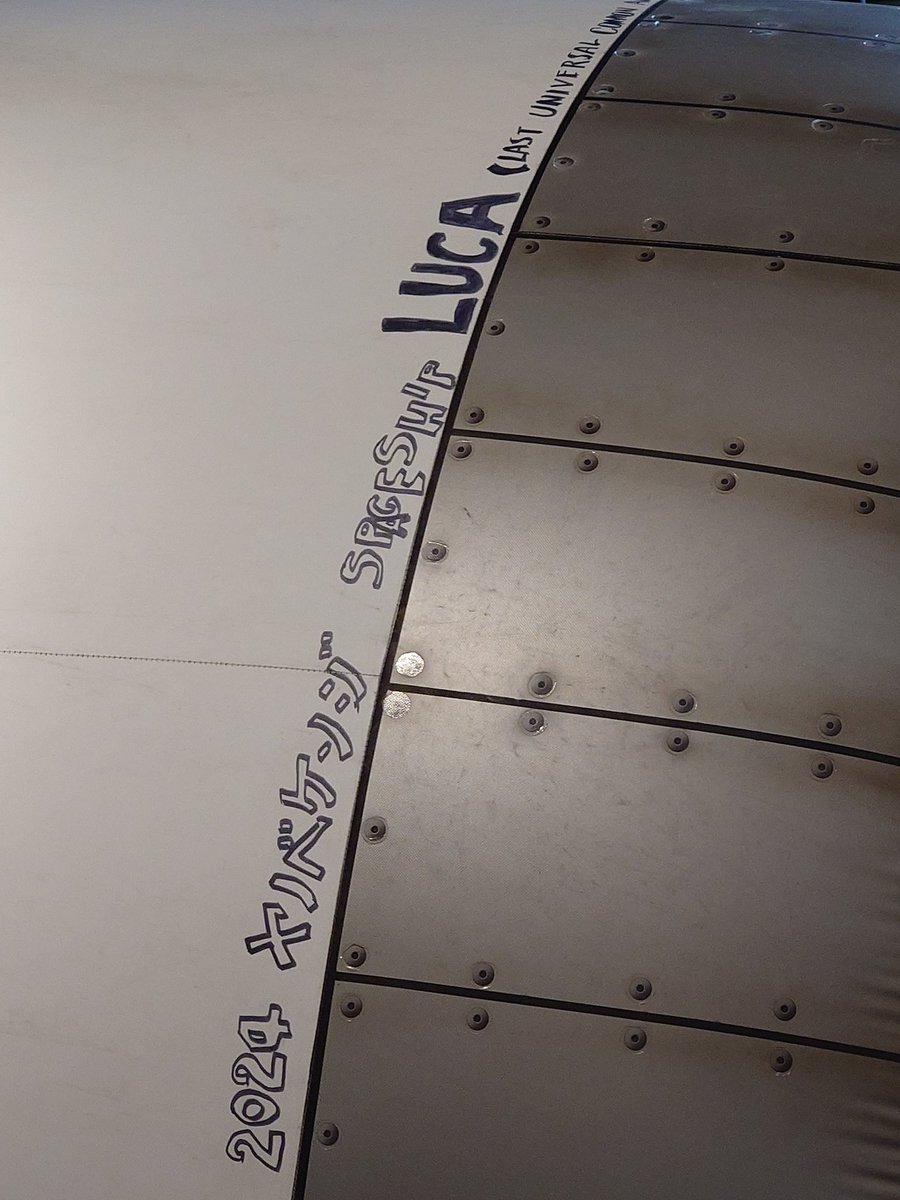 2024 ヤノベケンジ SPACESHIP LUCA (LAST UNIVERSAL COMMON